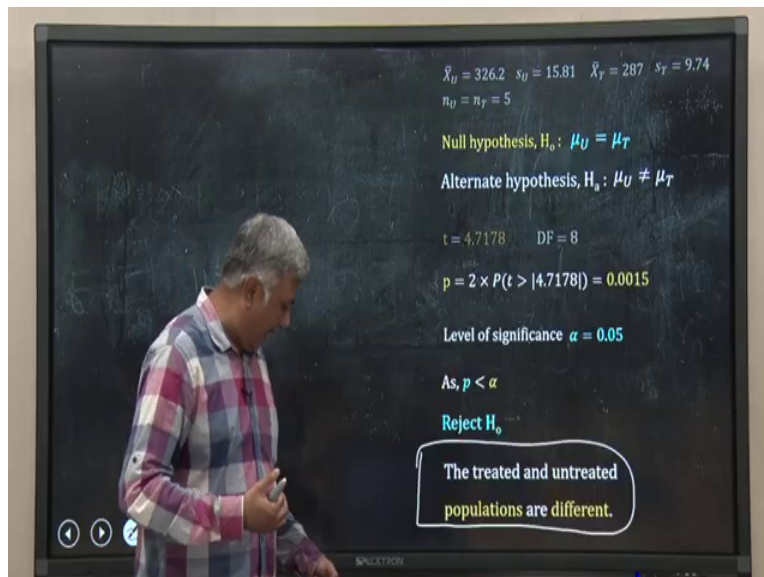 X̄_U = 326.2 s_U = 15.81 X̄_T = 287 s_T = 9.74
n_U = n_T = 5
Null hypothesis, H_o : μ_U = μ_T
Alternate hypothesis, H_a : μ_U ≠ μ_T
t = 4.7178 DF = 8
p = 2 × P(t > |4.7178|) = 0.0015
Level of significance α = 0.05
As, p < α
Reject H_o
The treated and untreated
populations are different.